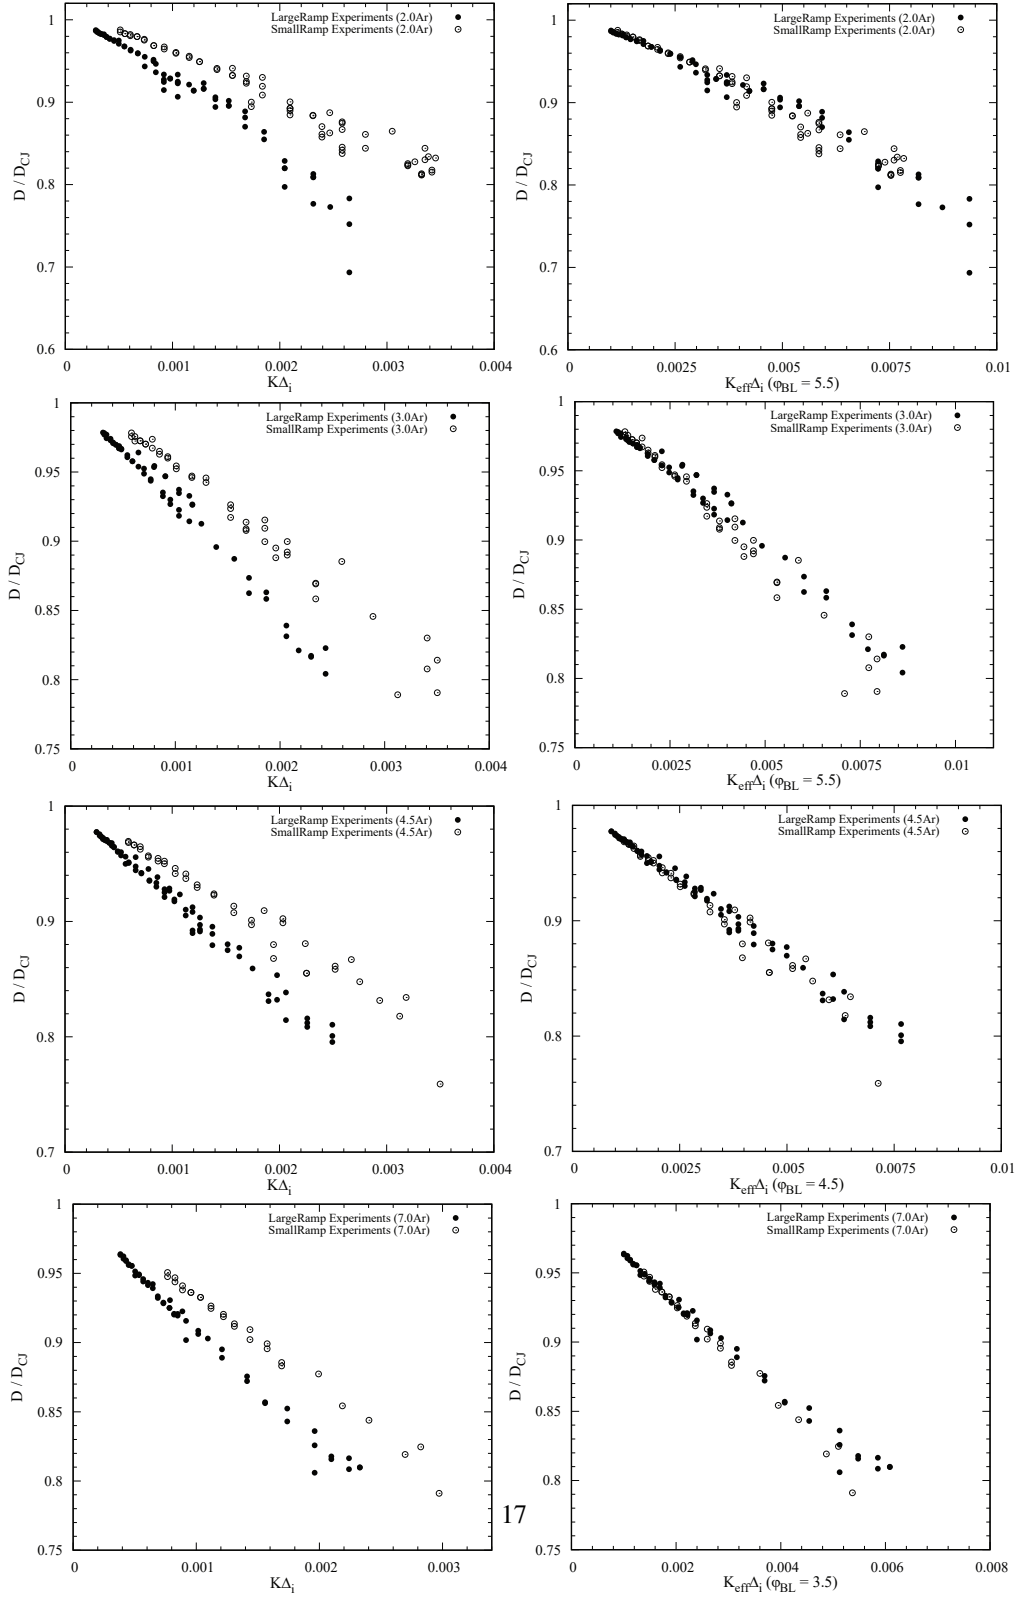 1
0.9
0.8
0.7
0.6
D / D_CJ
LargeRamp Experiments (2.0Ar)
SmallRamp Experiments (2.0Ar)
0 0.001 0.002 0.003 0.004
KΔ_i
1
0.9
0.8
0.7
0.6
D / D_CJ
LargeRamp Experiments (2.0Ar)
SmallRamp Experiments (2.0Ar)
0 0.0025 0.005 0.0075 0.01
K_effΔ_i (φ_BL = 5.5)
1
0.95
0.9
0.85
0.8
0.75
D / D_CJ
LargeRamp Experiments (3.0Ar)
SmallRamp Experiments (3.0Ar)
0 0.001 0.002 0.003 0.004
KΔ_i
1
0.95
0.9
0.85
0.8
0.75
D / D_CJ
LargeRamp Experiments (3.0Ar)
SmallRamp Experiments (3.0Ar)
0 0.0025 0.005 0.0075 0.01
K_effΔ_i (φ_BL = 5.5)
1
0.9
0.8
0.7
D / D_CJ
LargeRamp Experiments (4.5Ar)
SmallRamp Experiments (4.5Ar)
0 0.001 0.002 0.003 0.004
KΔ_i
1
0.9
0.8
0.7
D / D_CJ
LargeRamp Experiments (4.5Ar)
SmallRamp Experiments (4.5Ar)
0 0.0025 0.005 0.0075 0.01
K_effΔ_i (φ_BL = 4.5)
1
0.95
0.9
0.85
0.8
0.75
D / D_CJ
LargeRamp Experiments (7.0Ar)
SmallRamp Experiments (7.0Ar)
0 0.001 0.002 0.003
KΔ_i
1
0.95
0.9
0.85
0.8
0.75
D / D_CJ
LargeRamp Experiments (7.0Ar)
SmallRamp Experiments (7.0Ar)
0 0.002 0.004 0.006 0.008
K_effΔ_i (φ_BL = 3.5)
17